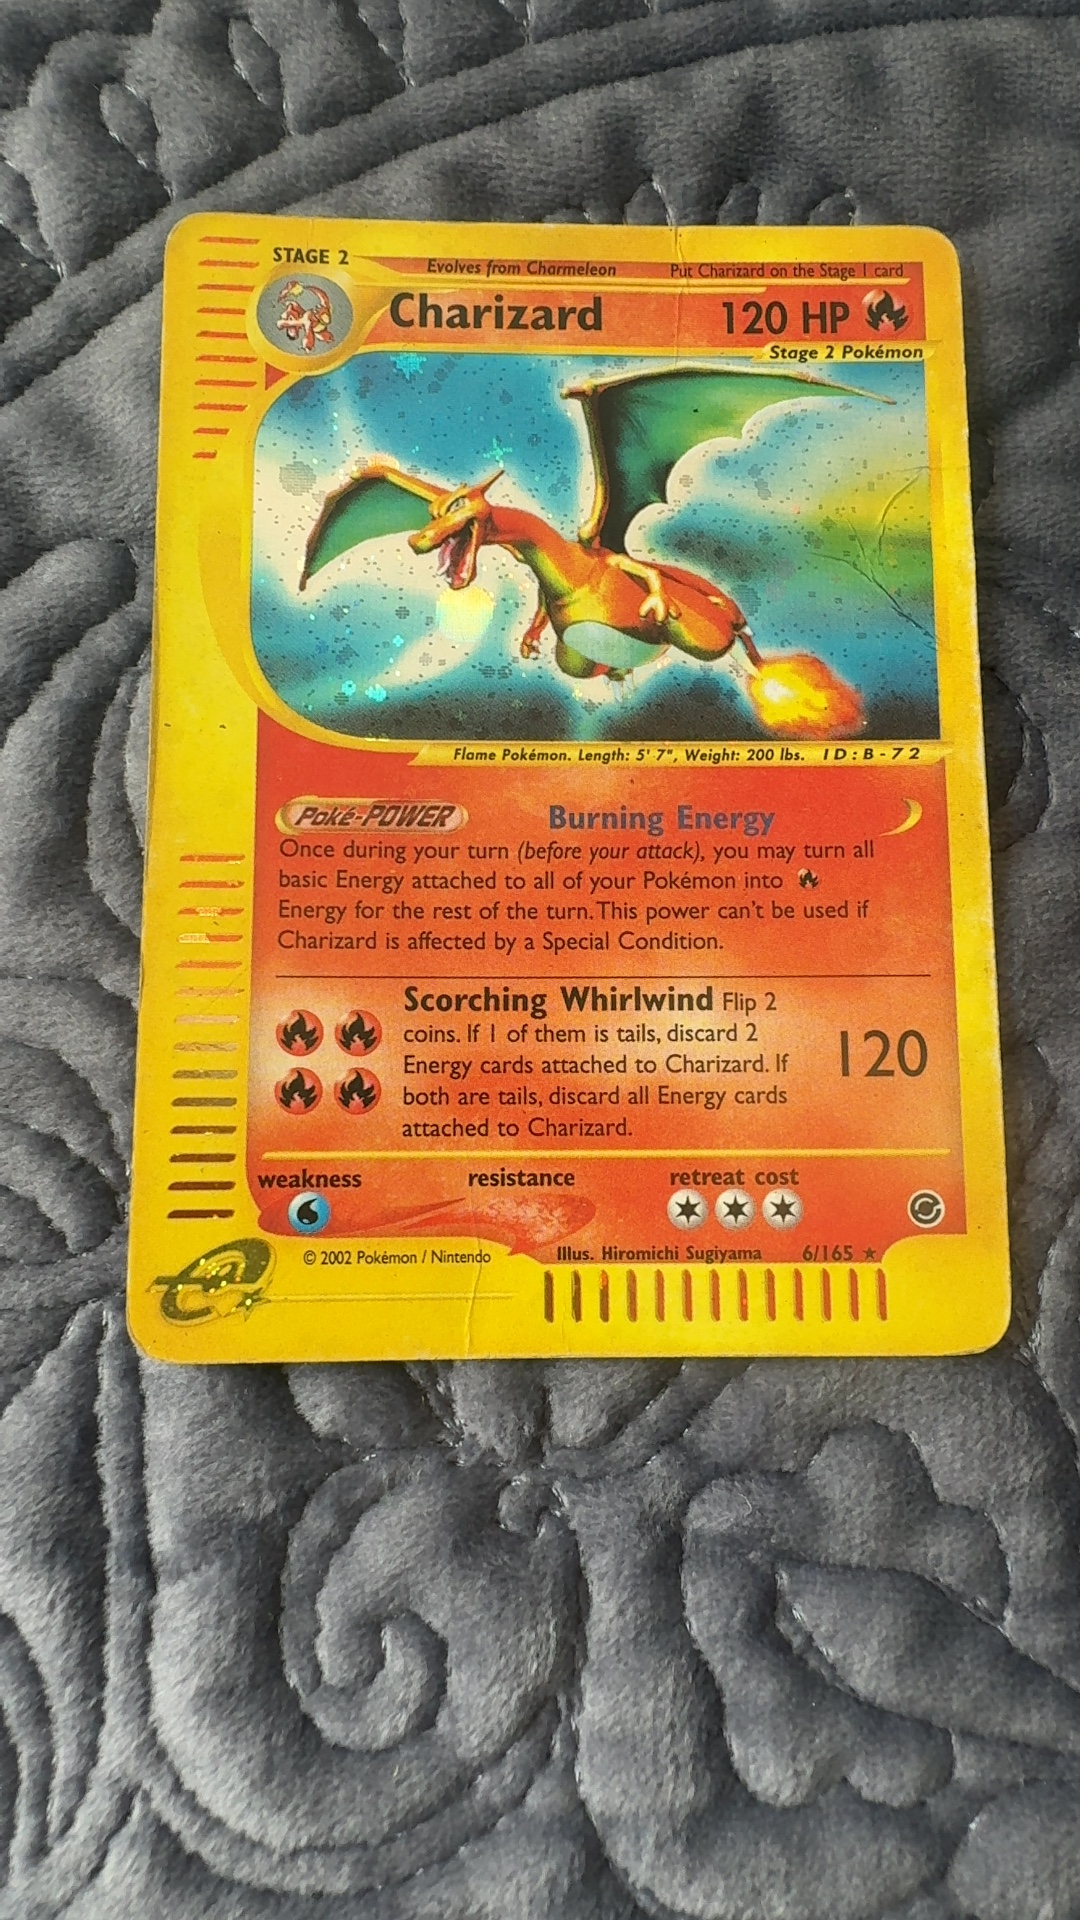 STAGE 2
Evolves from Charmeleon
Put Charizard on the Stage 1 card
Charizard
120 HP
Stage 2 Pokémon
Flame Pokémon. Length: 5' 7", Weight: 200 lbs. ID:B-72
Poké-POWER Burning Energy
Once during your turn (before your attack), you may turn all
basic Energy attached to all of your Pokémon into
Energy for the rest of the turn. This power can't be used if
Charizard is affected by a Special Condition.
Scorching Whirlwind Flip 2
coins. If 1 of them is tails, discard 2
Energy cards attached to Charizard. If
both are tails, discard all Energy cards
attached to Charizard.
120
weakness resistance retreat cost
© 2002 Pokémon / Nintendo
Illus. Hiromichi Sugiyama 6/165 ★
e